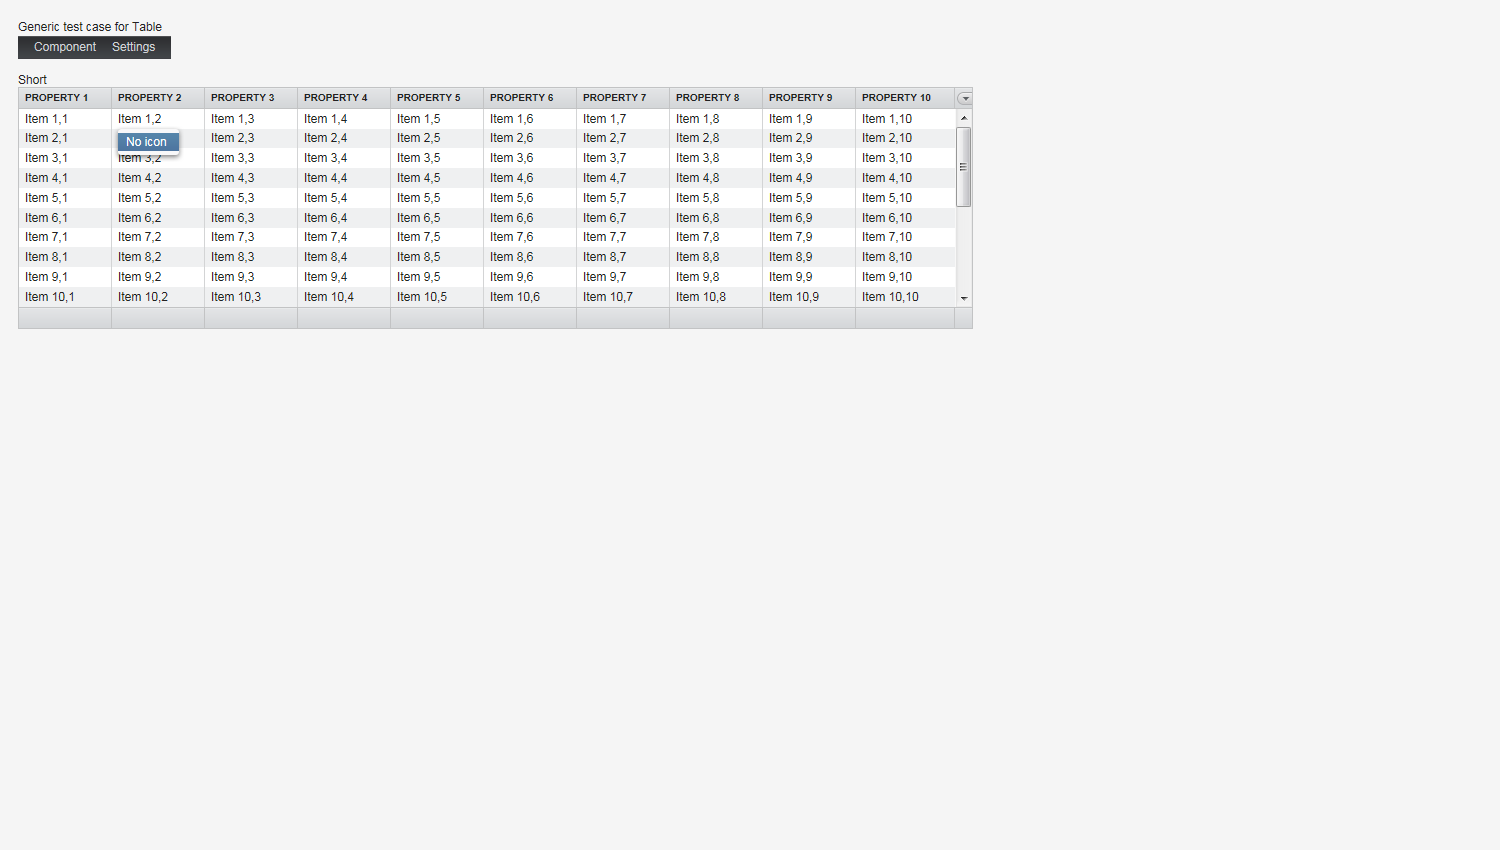 Generic test case for Table
Component Settings
Short
PROPERTY 1 PROPERTY 2 PROPERTY 3 PROPERTY 4 PROPERTY 5 PROPERTY 6 PROPERTY 7 PROPERTY 8 PROPERTY 9 PROPERTY 10
Item 1,1 Item 1,2 Item 1,3 Item 1,4 Item 1,5 Item 1,6 Item 1,7 Item 1,8 Item 1,9 Item 1,10
Item 2,1 Item 2,3 Item 2,4 Item 2,5 Item 2,6 Item 2,7 Item 2,8 Item 2,9 Item 2,10
No icon
Item 3,1 Item 3,2 Item 3,3 Item 3,4 Item 3,5 Item 3,6 Item 3,7 Item 3,8 Item 3,9 Item 3,10
Item 4,1 Item 4,2 Item 4,3 Item 4,4 Item 4,5 Item 4,6 Item 4,7 Item 4,8 Item 4,9 Item 4,10
Item 5,1 Item 5,2 Item 5,3 Item 5,4 Item 5,5 Item 5,6 Item 5,7 Item 5,8 Item 5,9 Item 5,10
Item 6,1 Item 6,2 Item 6,3 Item 6,4 Item 6,5 Item 6,6 Item 6,7 Item 6,8 Item 6,9 Item 6,10
Item 7,1 Item 7,2 Item 7,3 Item 7,4 Item 7,5 Item 7,6 Item 7,7 Item 7,8 Item 7,9 Item 7,10
Item 8,1 Item 8,2 Item 8,3 Item 8,4 Item 8,5 Item 8,6 Item 8,7 Item 8,8 Item 8,9 Item 8,10
Item 9,1 Item 9,2 Item 9,3 Item 9,4 Item 9,5 Item 9,6 Item 9,7 Item 9,8 Item 9,9 Item 9,10
Item 10,1 Item 10,2 Item 10,3 Item 10,4 Item 10,5 Item 10,6 Item 10,7 Item 10,8 Item 10,9 Item 10,10